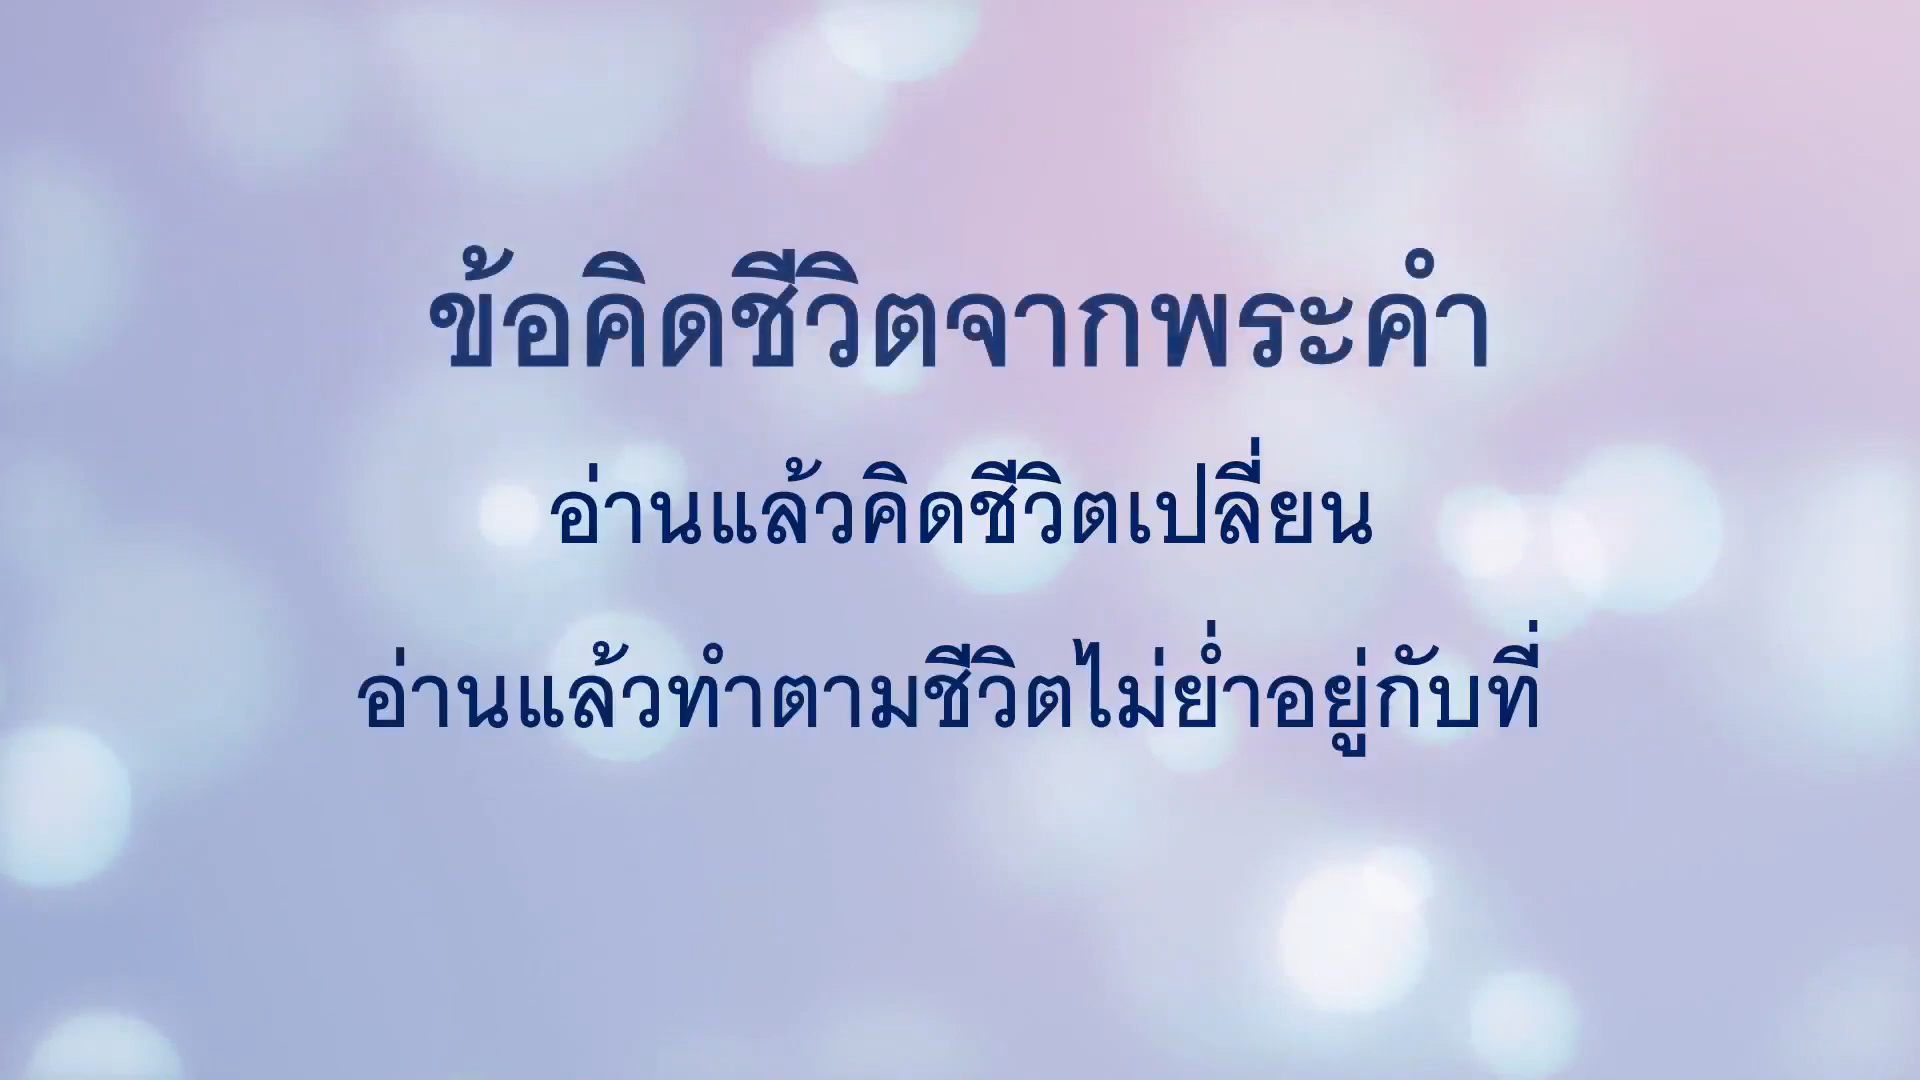 ข้อคิดชีวิตจากพระคำ
อ่านแล้วคิดชีวิตเปลี่ยน
อ่านแล้วทำตามชีวิตไม่ย่ำอยู่กับที่